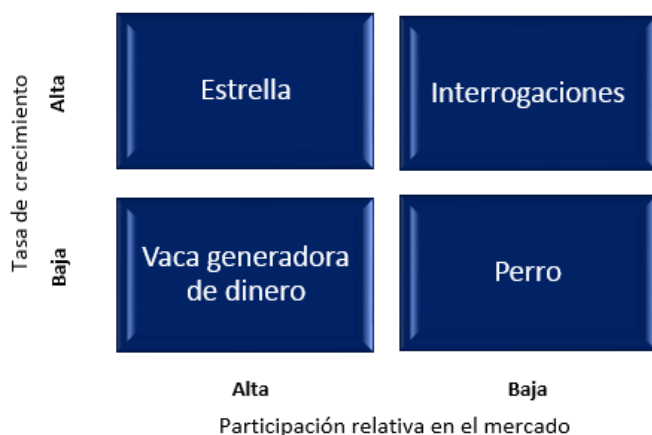 Tasa de crecimiento
Alta
Baja
Estrella
Interrogaciones
Vaca generadora
de dinero
Perro
Alta
Baja
Participación relativa en el mercado